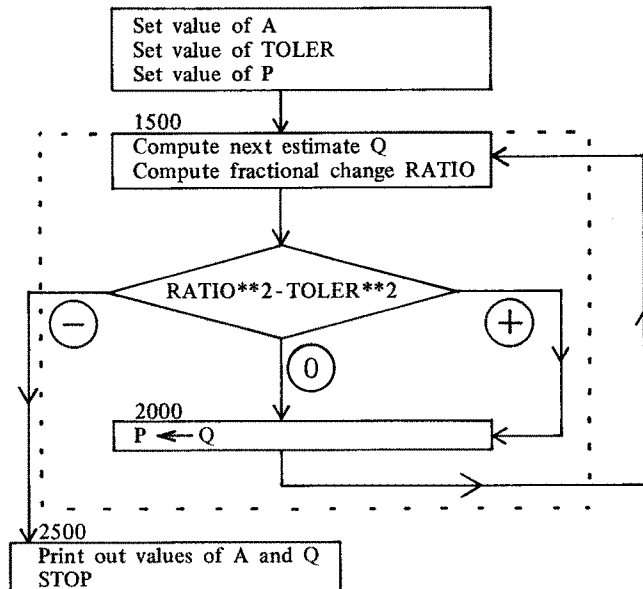 Set value of A
Set value of TOLER
Set value of P
1500
Compute next estimate Q
Compute fractional change RATIO
RATIO**2-TOLER**2
−
+
0
2000
P ← Q
2500
Print out values of A and Q
STOP